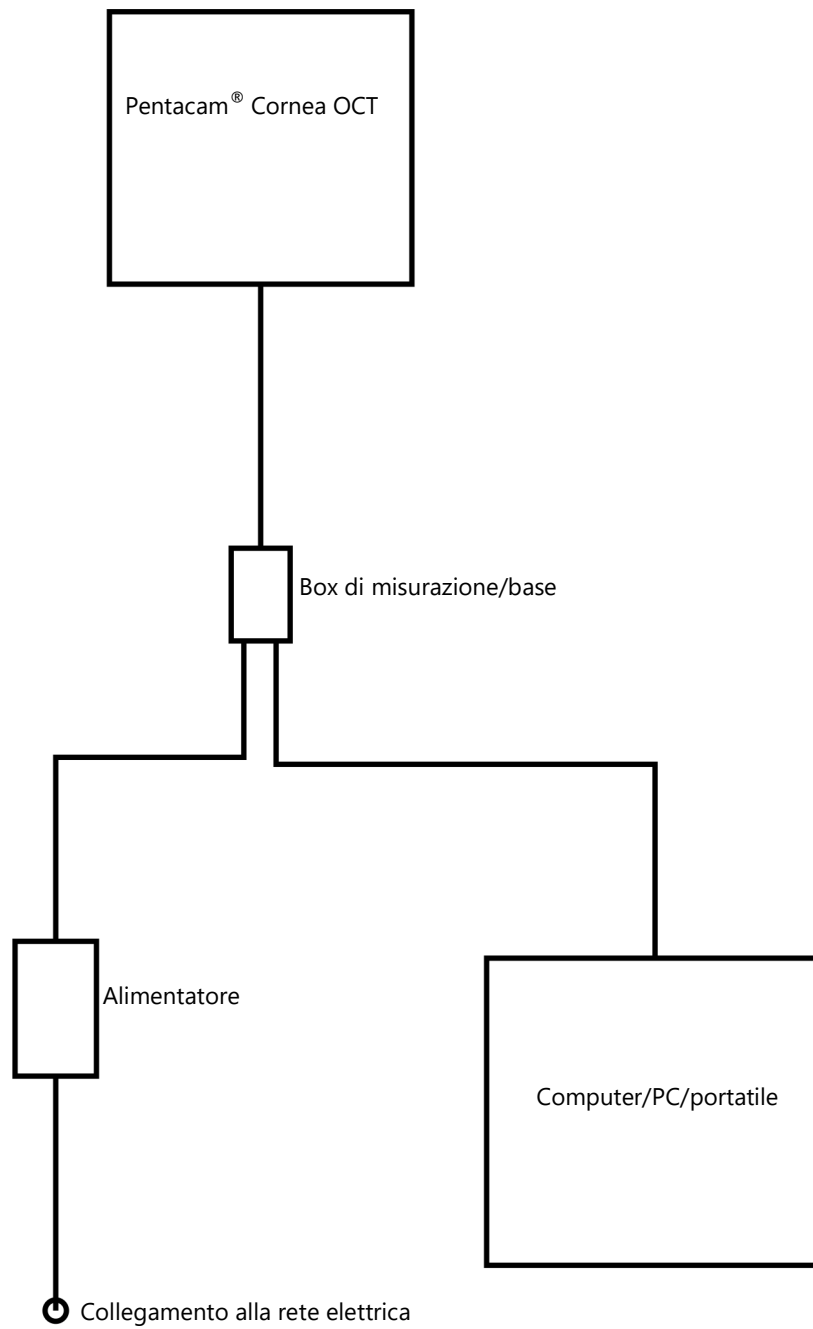 Pentacam® Cornea OCT
Box di misurazione/base
Alimentatore
Computer/PC/portatile
Collegamento alla rete elettrica